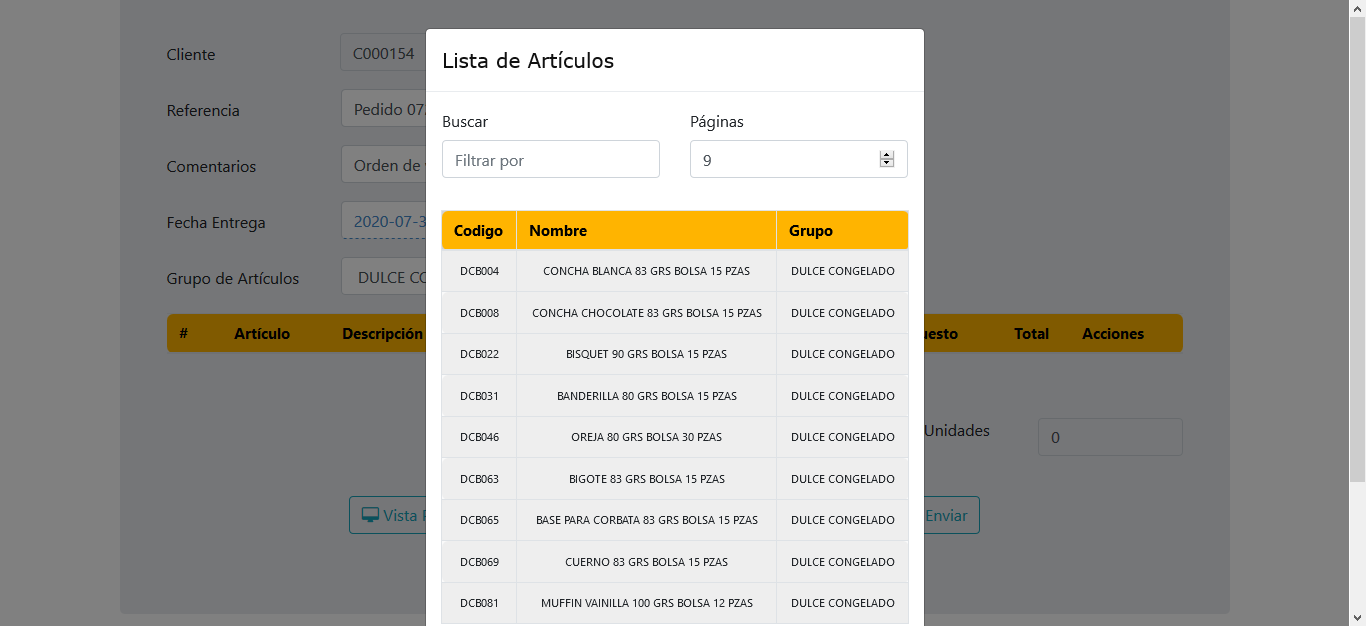 Lista de Artículos
Buscar
Páginas
Filtrar por
9
Codigo Nombre Grupo
DCB004 CONCHA BLANCA 83 GRS BOLSA 15 PZAS DULCE CONGELADO
DCB008 CONCHA CHOCOLATE 83 GRS BOLSA 15 PZAS DULCE CONGELADO
DCB022 BISQUET 90 GRS BOLSA 15 PZAS DULCE CONGELADO
DCB031 BANDERILLA 80 GRS BOLSA 15 PZAS DULCE CONGELADO
DCB046 OREJA 80 GRS BOLSA 30 PZAS DULCE CONGELADO
DCB063 BIGOTE 83 GRS BOLSA 15 PZAS DULCE CONGELADO
DCB065 BASE PARA CORBATA 83 GRS BOLSA 15 PZAS DULCE CONGELADO
DCB069 CUERNO 83 GRS BOLSA 15 PZAS DULCE CONGELADO
DCB081 MUFFIN VAINILLA 100 GRS BOLSA 12 PZAS DULCE CONGELADO
Cliente C000154
Referencia Pedido 07
Comentarios Orden de
Fecha Entrega 2020-07-3
Grupo de Artículos DULCE CO
# Artículo Descripción uesto Total Acciones
Unidades 0
Vista Enviar